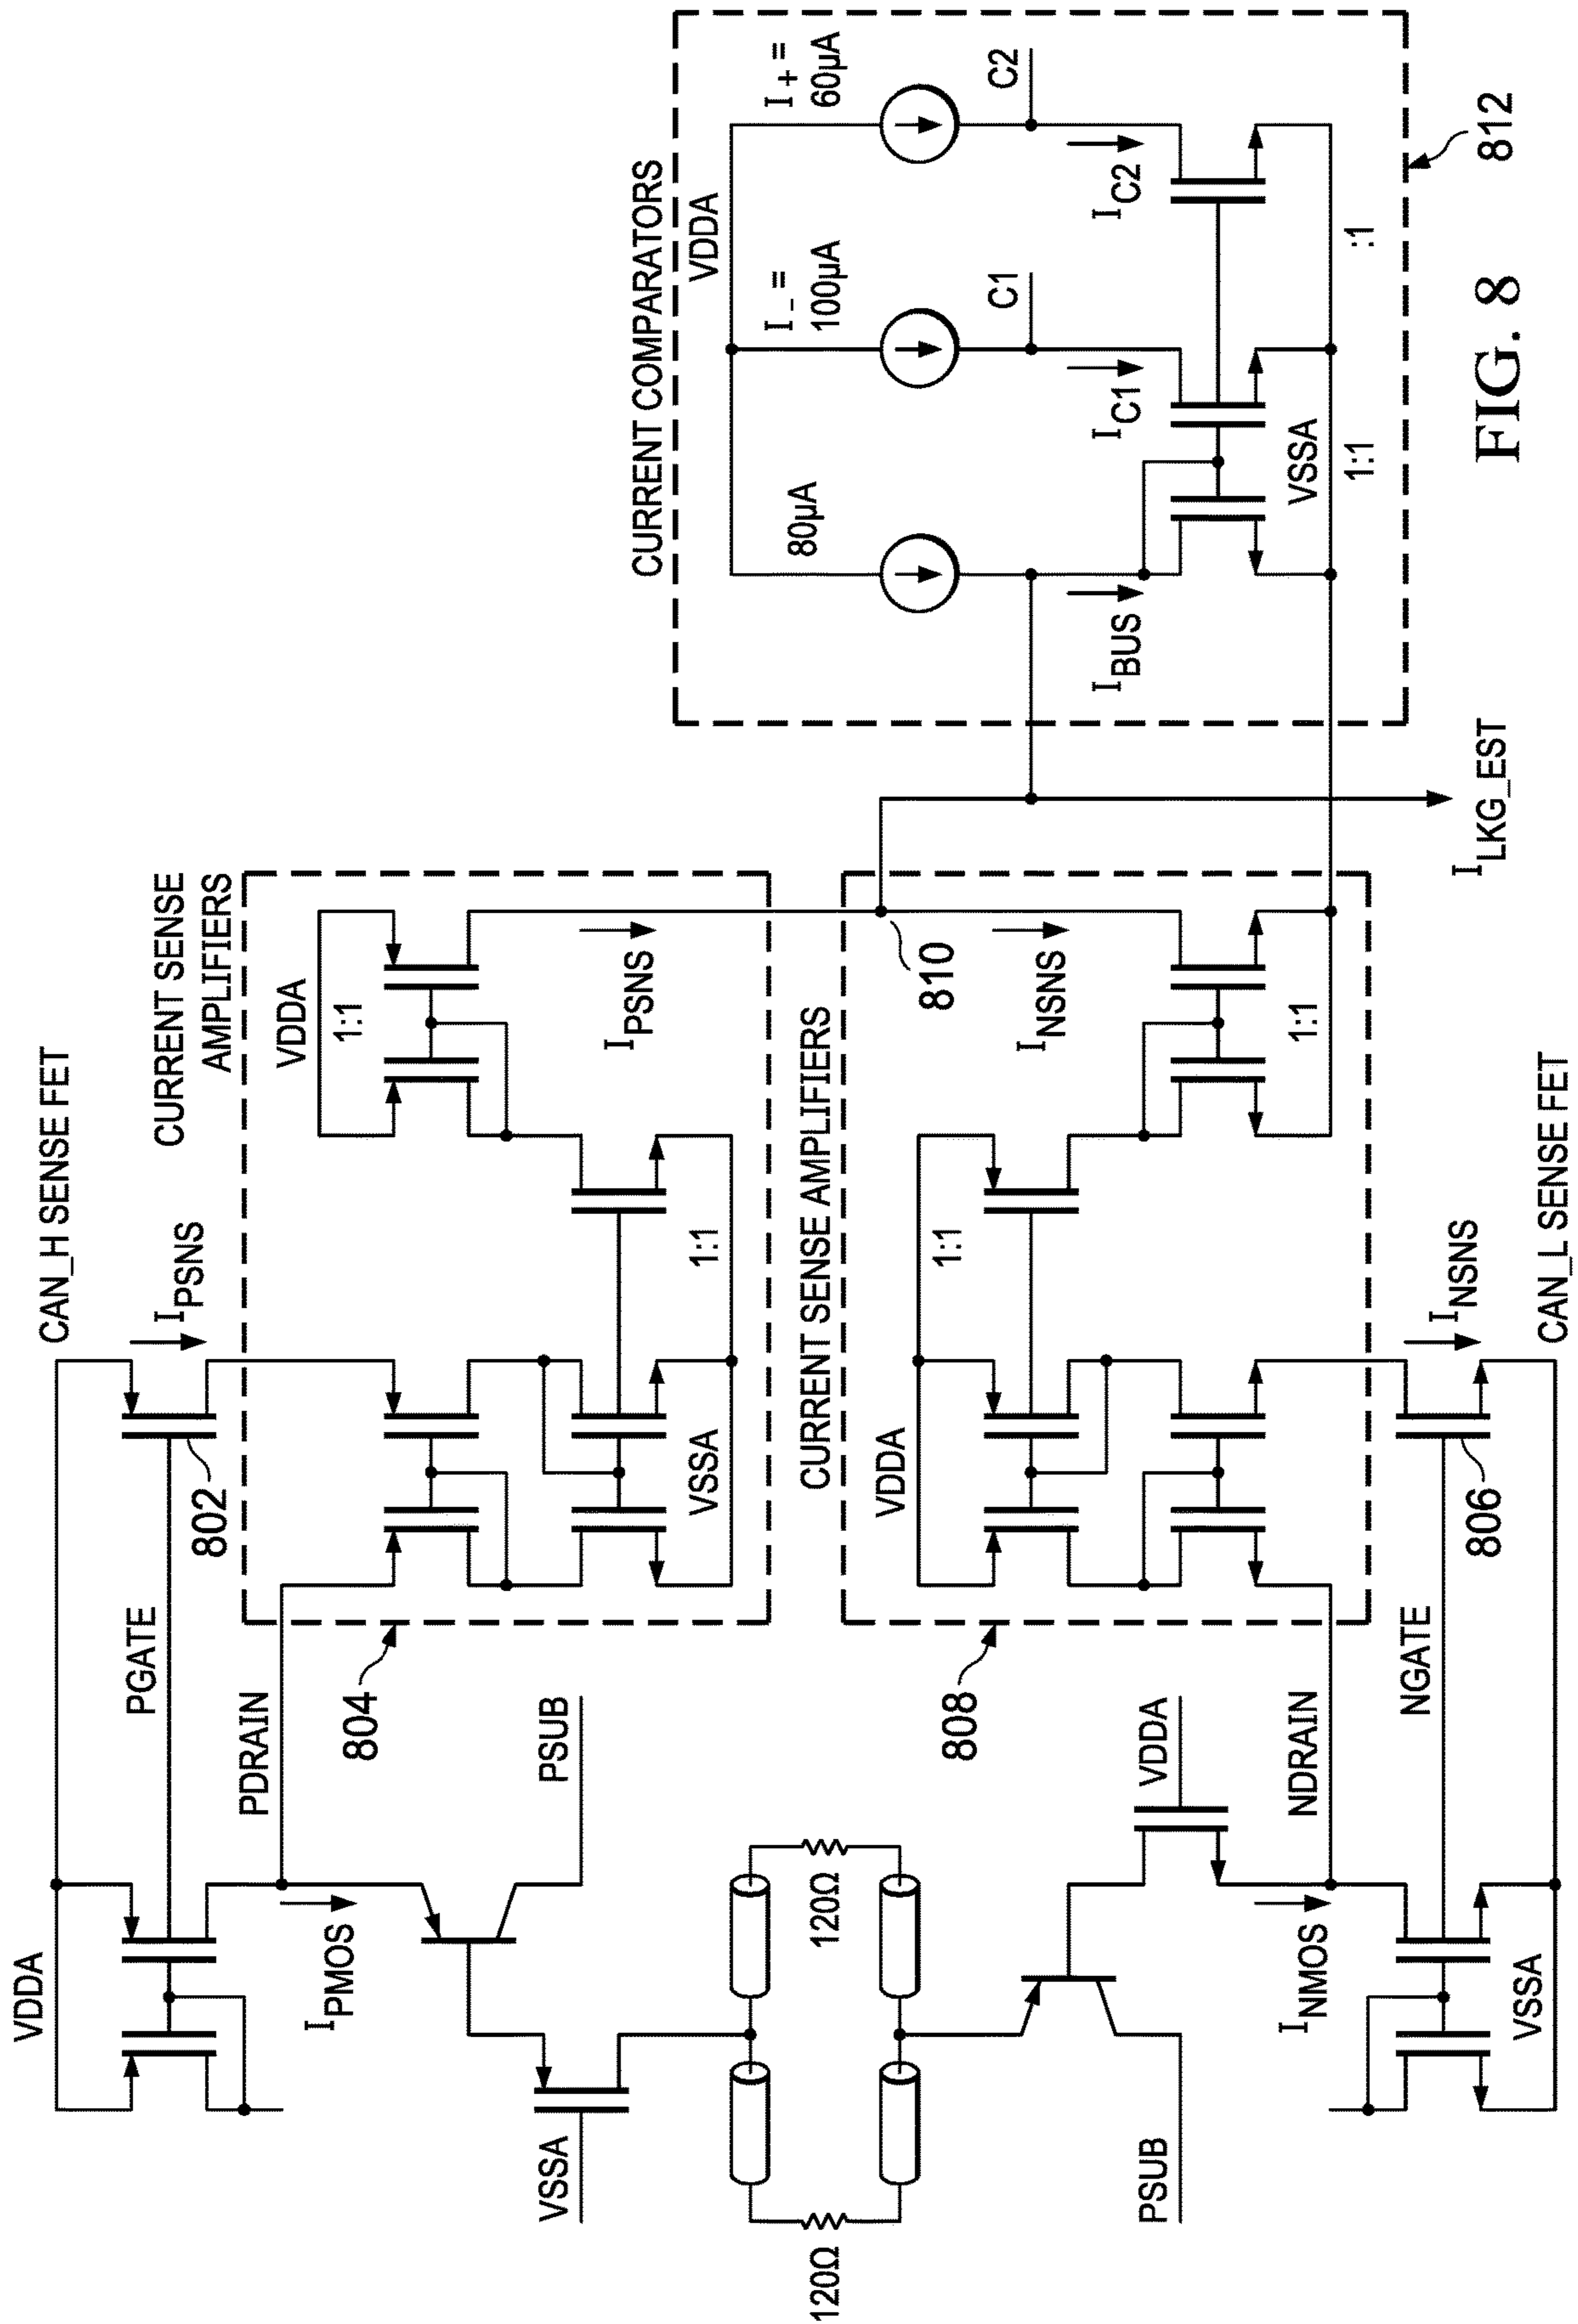 CAN_H SENSE FET
CURRENT SENSE
AMPLIFIERS
VDDA
PGATE
IPSNS
802
VDDA
1:1
IPSNS
PDRAIN
IPMOS
804
VSSA
1:1
VSSA
PSUB
120Ω
120Ω
CURRENT SENSE AMPLIFIERS
810
VDDA
1:1
INSNS
808
VDDA
PSUB
1:1
INMOS
NDRAIN
NGATE
INSNS
806
VSSA
CAN_L SENSE FET
ILKG_EST
CURRENT COMPARATORS
VDDA
80μA
I- =
100μA
I+ =
60μA
C1
C2
IBUS
IC1
IC2
VSSA
1:1
:1
812
FIG. 8